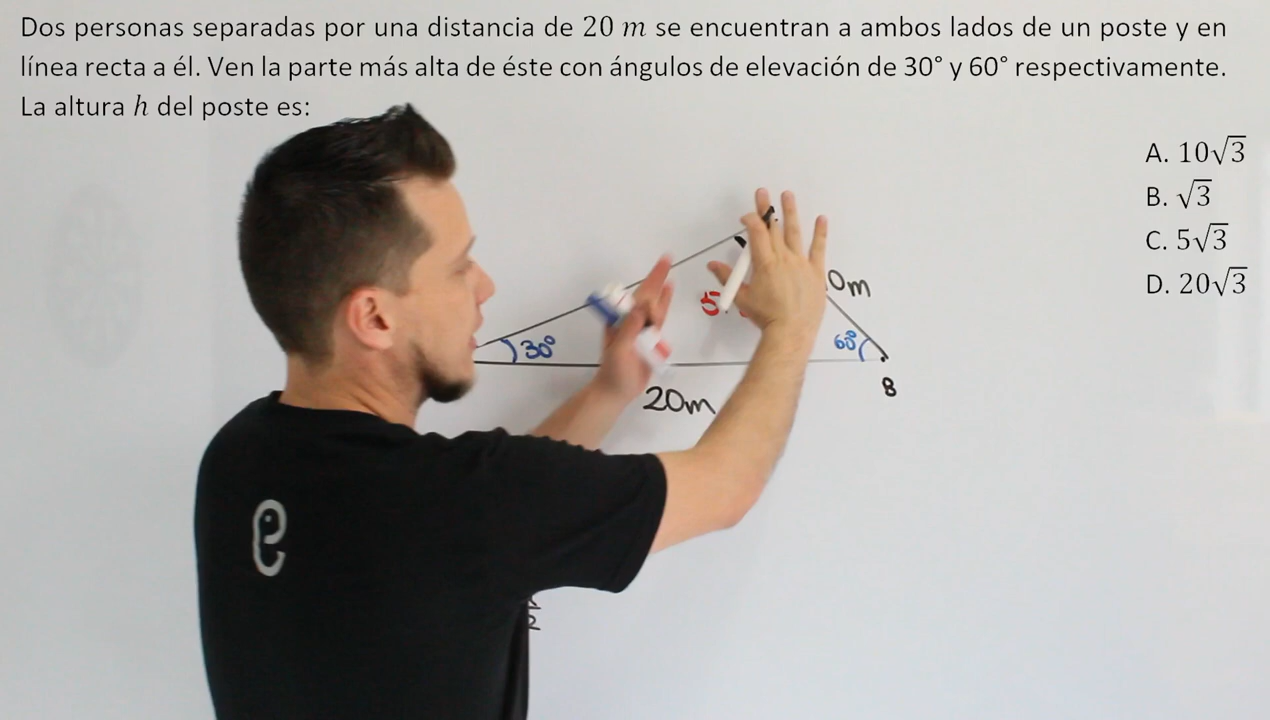 Dos personas separadas por una distancia de 20 m se encuentran a ambos lados de un poste y en
línea recta a él. Ven la parte más alta de éste con ángulos de elevación de 30° y 60° respectivamente.
La altura h del poste es:
A. 10√3
B. √3
C. 5√3
D. 20√3
0m
5
30°
60°
B
20m
e